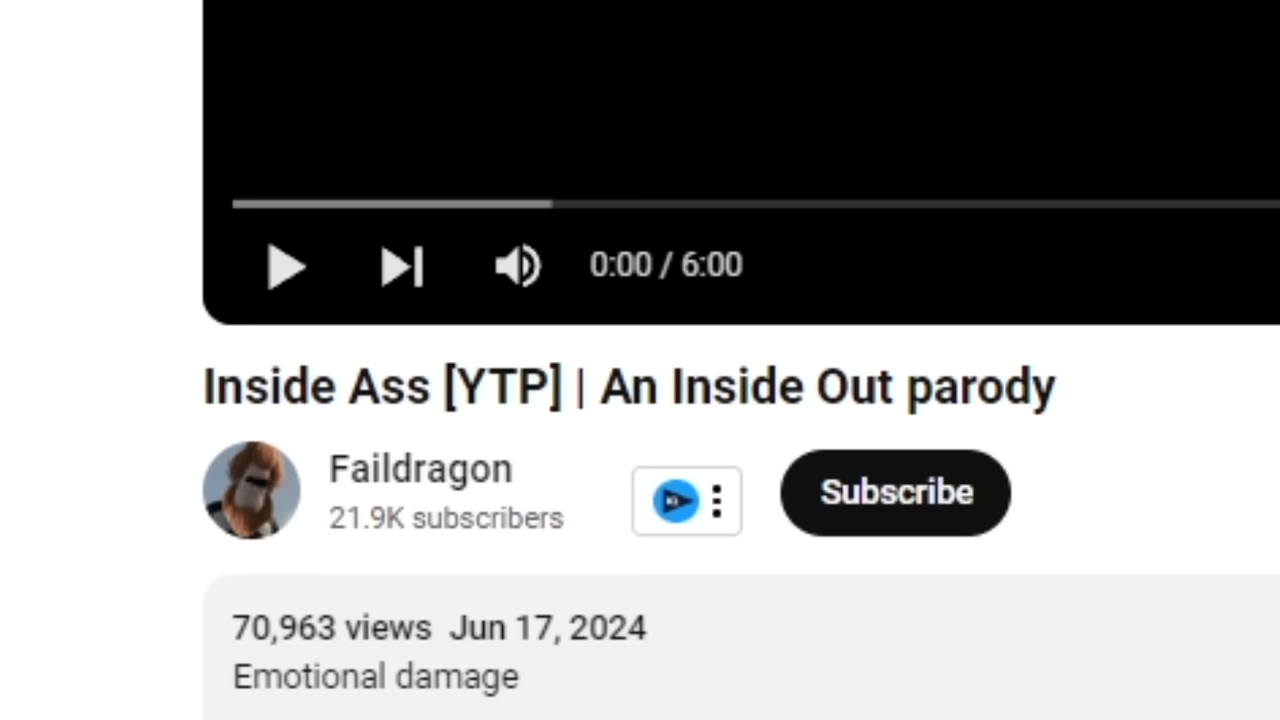 0:00 / 6:00
Inside Ass [YTP] | An Inside Out parody
Faildragon
21.9K subscribers
Subscribe
70,963 views Jun 17, 2024
Emotional damage